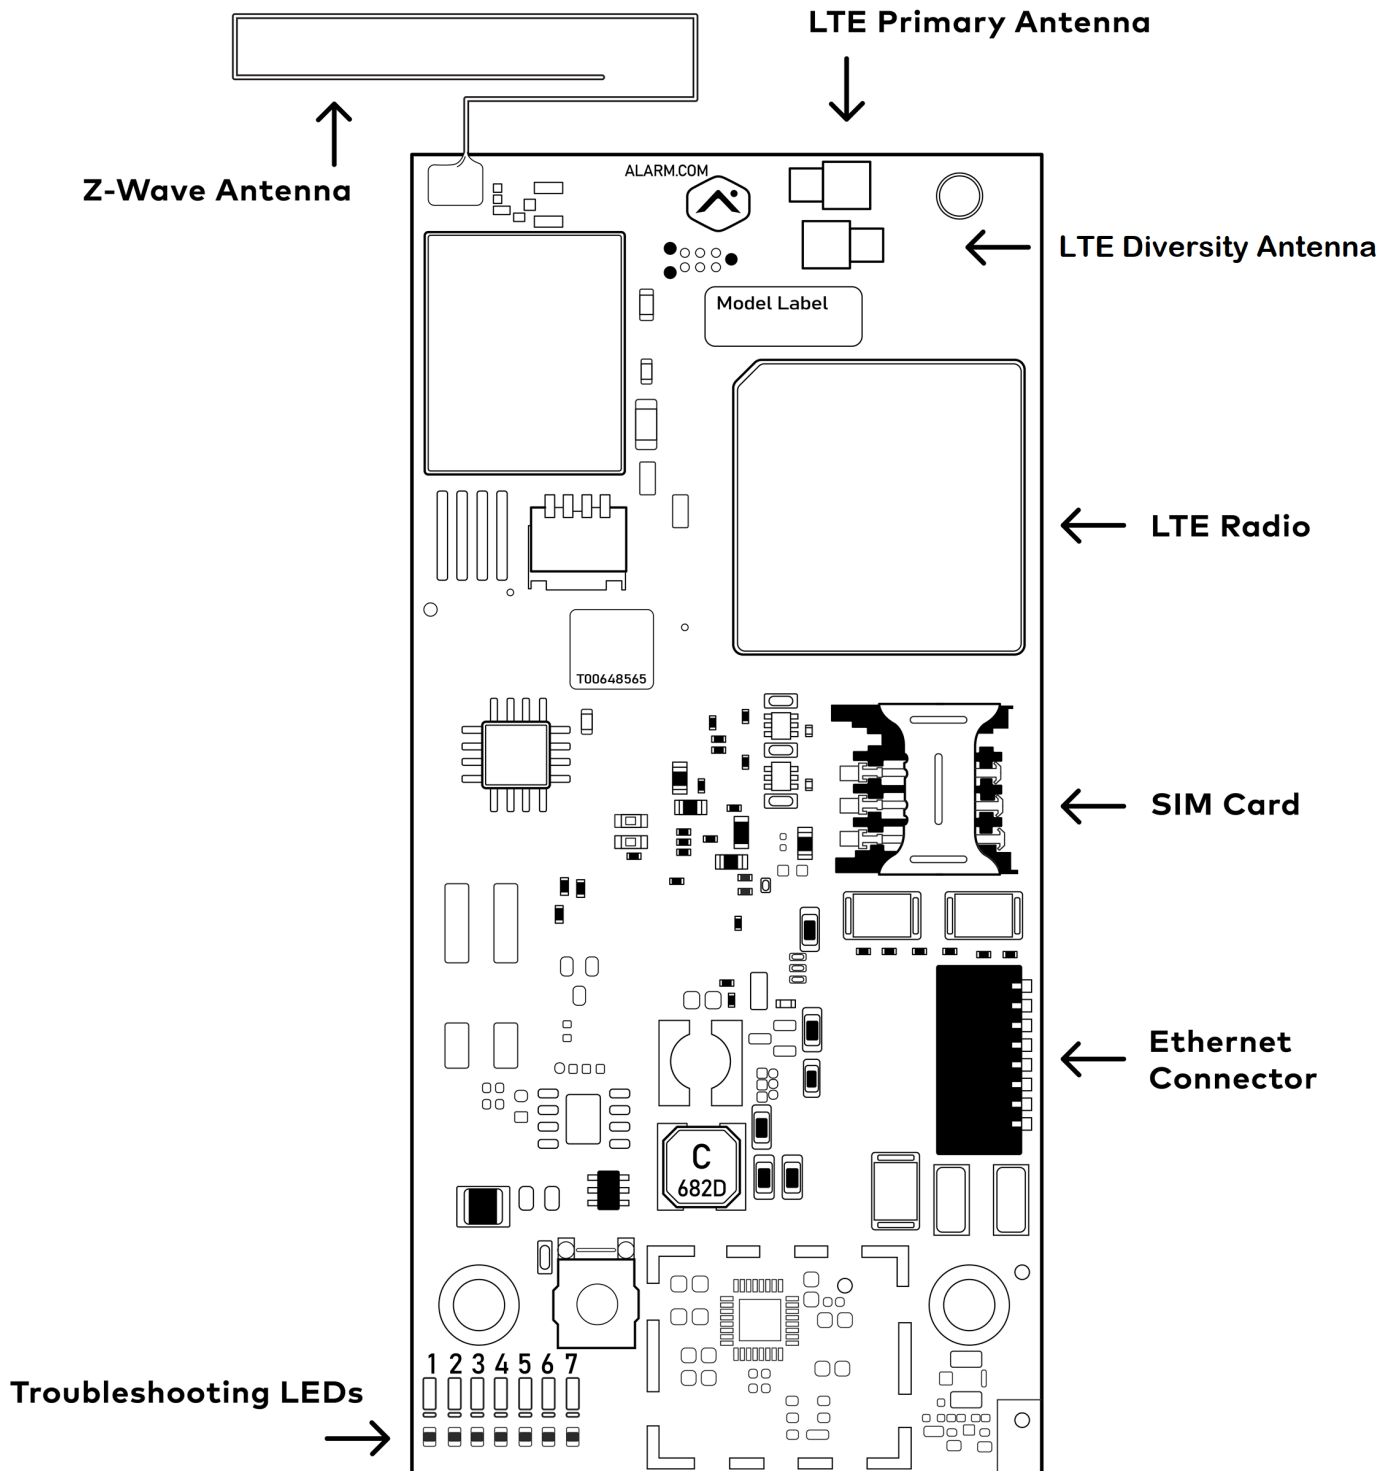 LTE Primary Antenna
Z-Wave Antenna
ALARM.COM
LTE Diversity Antenna
Model Label
LTE Radio
T00648565
SIM Card
Ethernet
Connector
C
682D
1 2 3 4 5 6 7
Troubleshooting LEDs